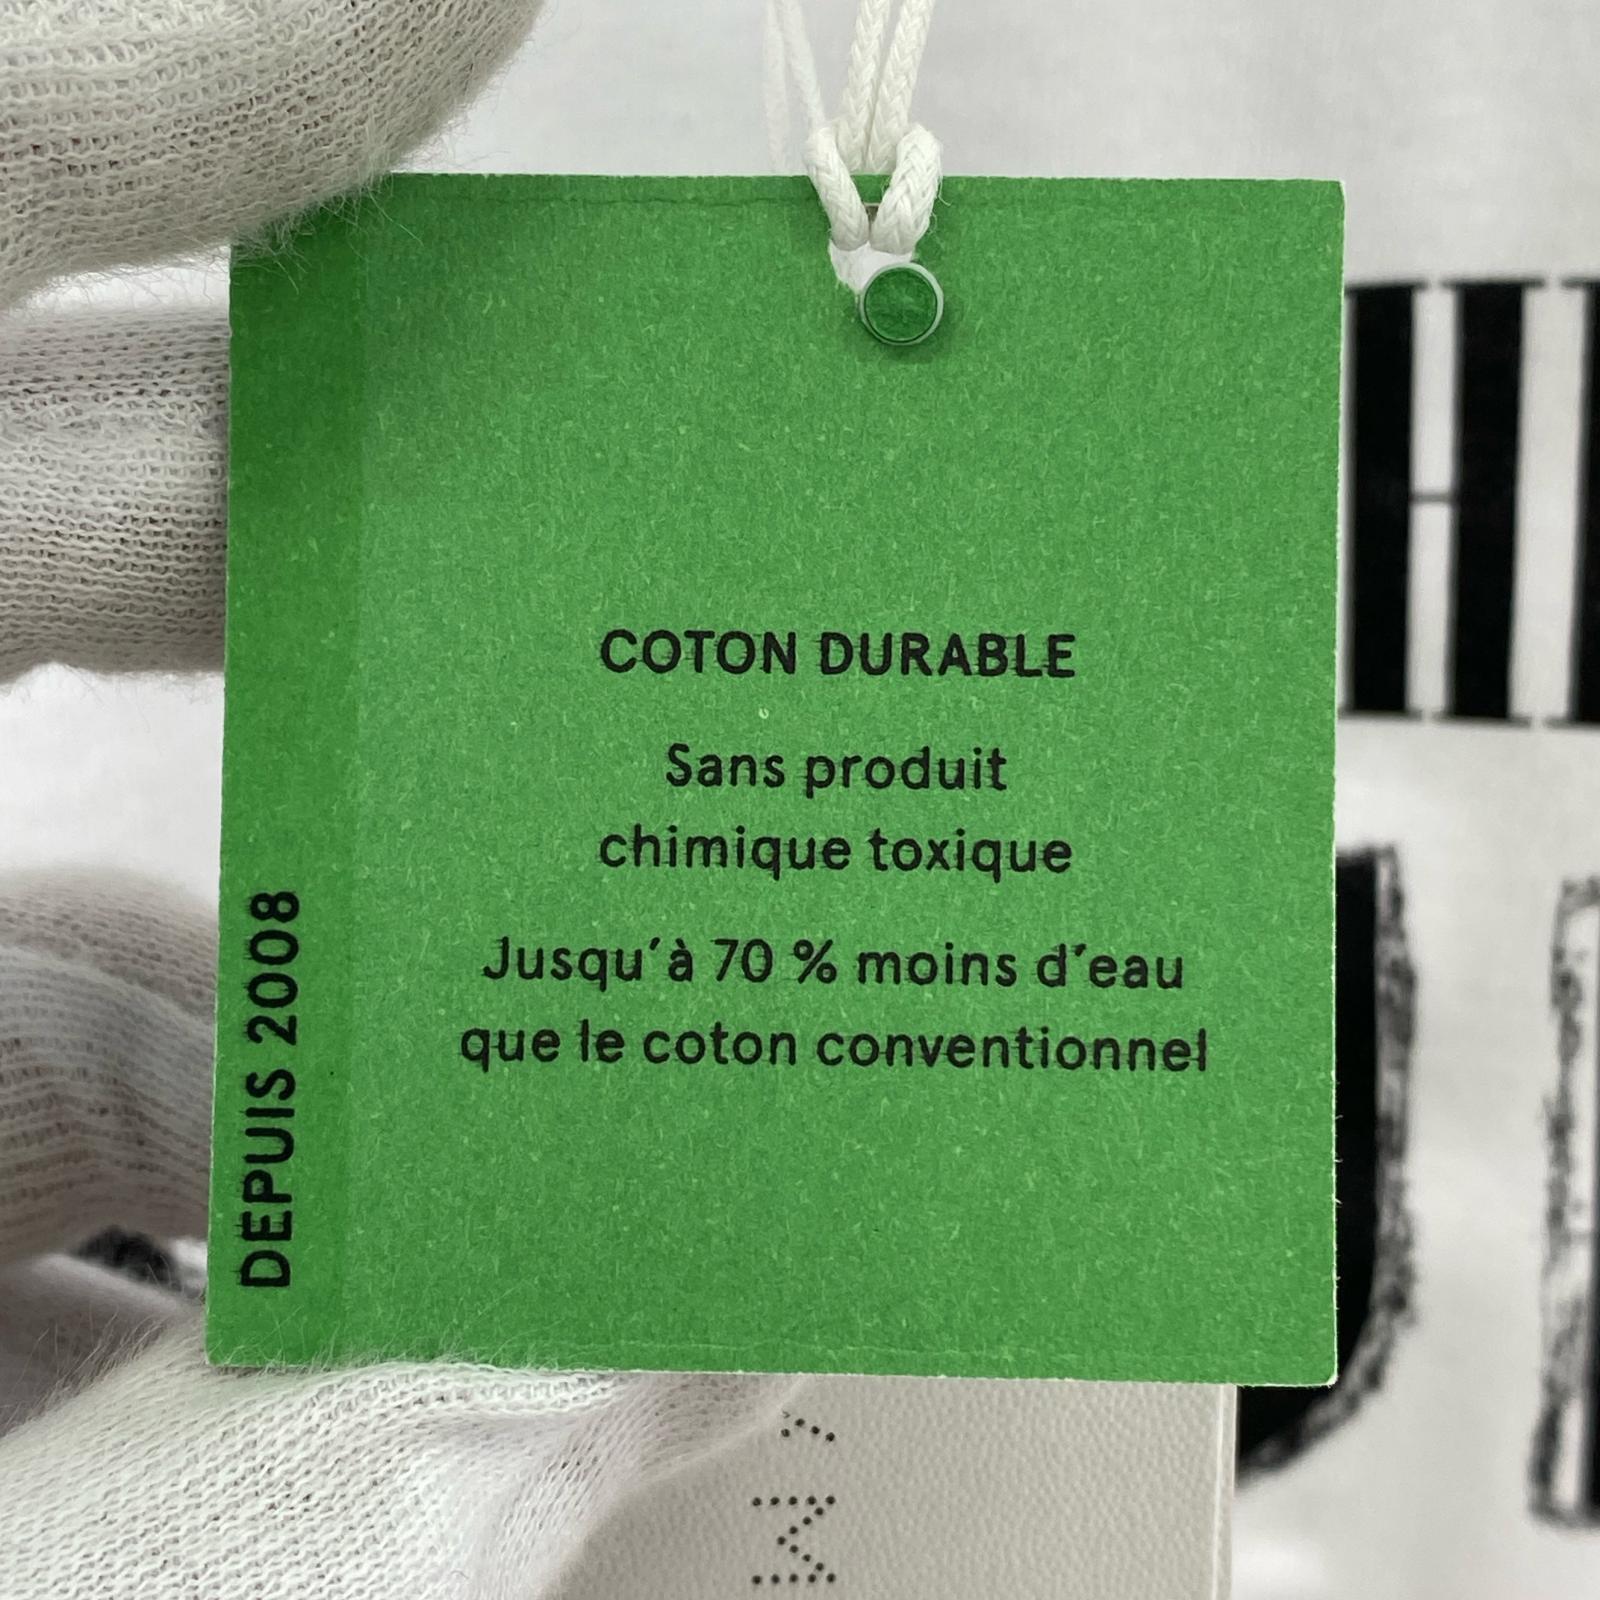 COTON DURABLE
Sans produit
chimique toxique
Jusqu'à 70 % moins d'eau
que le coton conventionnel
DEPUIS 2008